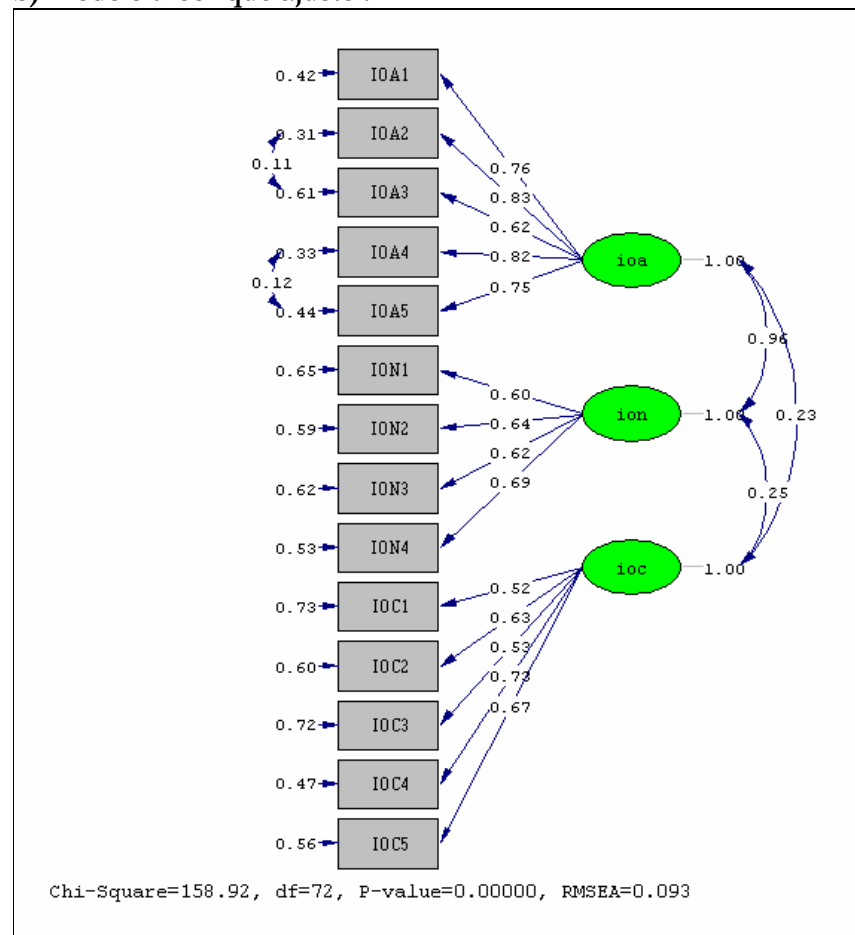 0.42 IOA1
0.76
0.31 IOA2
0.11
0.83
0.61 IOA3
0.62
0.33 IOA4
0.82
ioa 1.00
0.12
0.75
0.44 IOA5
0.96
0.65 ION1
0.60
0.59 ION2
0.64
ion 1.00 0.23
0.62
0.62 ION3
0.69
0.25
0.53 ION4
ioc 1.00
0.52
0.73 IOC1
0.63
0.60 IOC2
0.53
0.73
0.67
0.72 IOC3
0.47 IOC4
0.56 IOC5
Chi-Square=158.92, df=72, P-value=0.00000, RMSEA=0.093